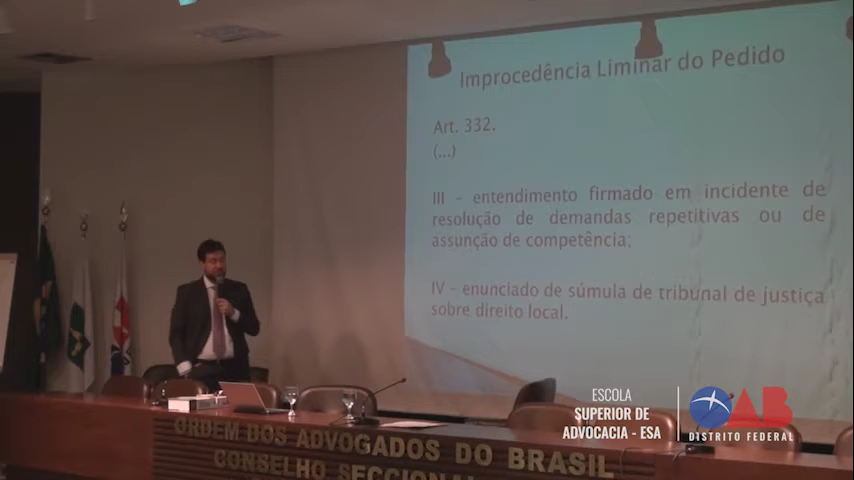 Improcedência Liminar do Pedido
Art. 332.
(...)
III - entendimento firmado em incidente de
resolução de demandas repetitivas ou de
assunção de competência;
IV - enunciado de súmula de tribunal de justiça
sobre direito local.
ESCOLA
SUPERIOR DE
ADVOCACIA - ESA
OAB
DISTRITO FEDERAL
ORDEM DOS ADVOGADOS DO BRASIL
CONSELHO SECCIONAL